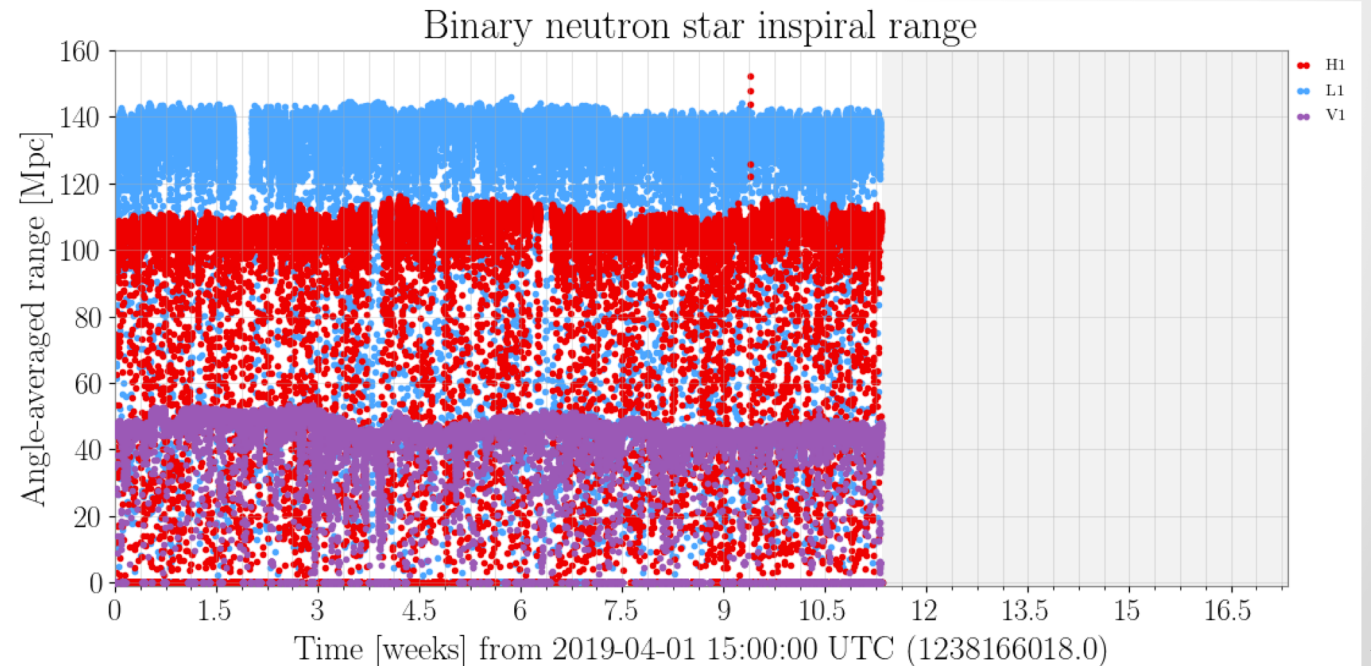 Binary neutron star inspiral range
Angle-averaged range [Mpc]
160
140
120
100
80
60
40
20
0
0 1.5 3 4.5 6 7.5 9 10.5 12 13.5 15 16.5
Time [weeks] from 2019-04-01 15:00:00 UTC (1238166018.0)
H1
L1
V1